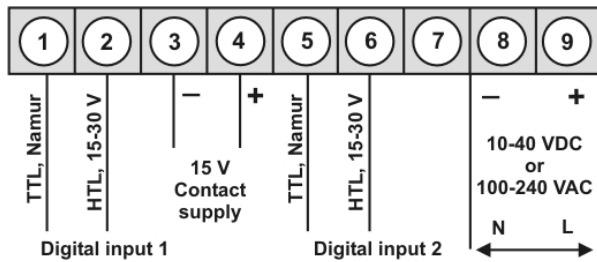 1 2 3 4 5 6 7 8 9
TTL, Namur
HTL, 15-30 V
– +
15 V
Contact
supply
TTL, Namur
HTL, 15-30 V
– +
10-40 VDC
or
100-240 VAC
N L
Digital input 1
Digital input 2